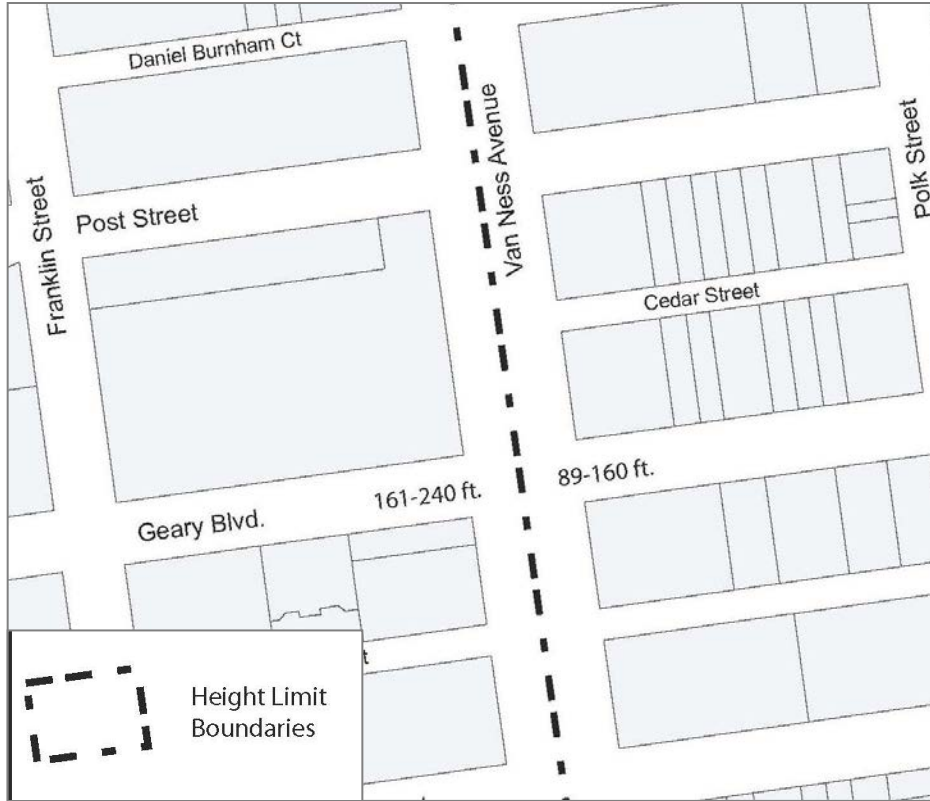 Daniel Burnham Ct
Van Ness Avenue
Polk Street
Franklin Street
Post Street
Cedar Street
161-240 ft.
89-160 ft.
Geary Blvd.
Height Limit
Boundaries